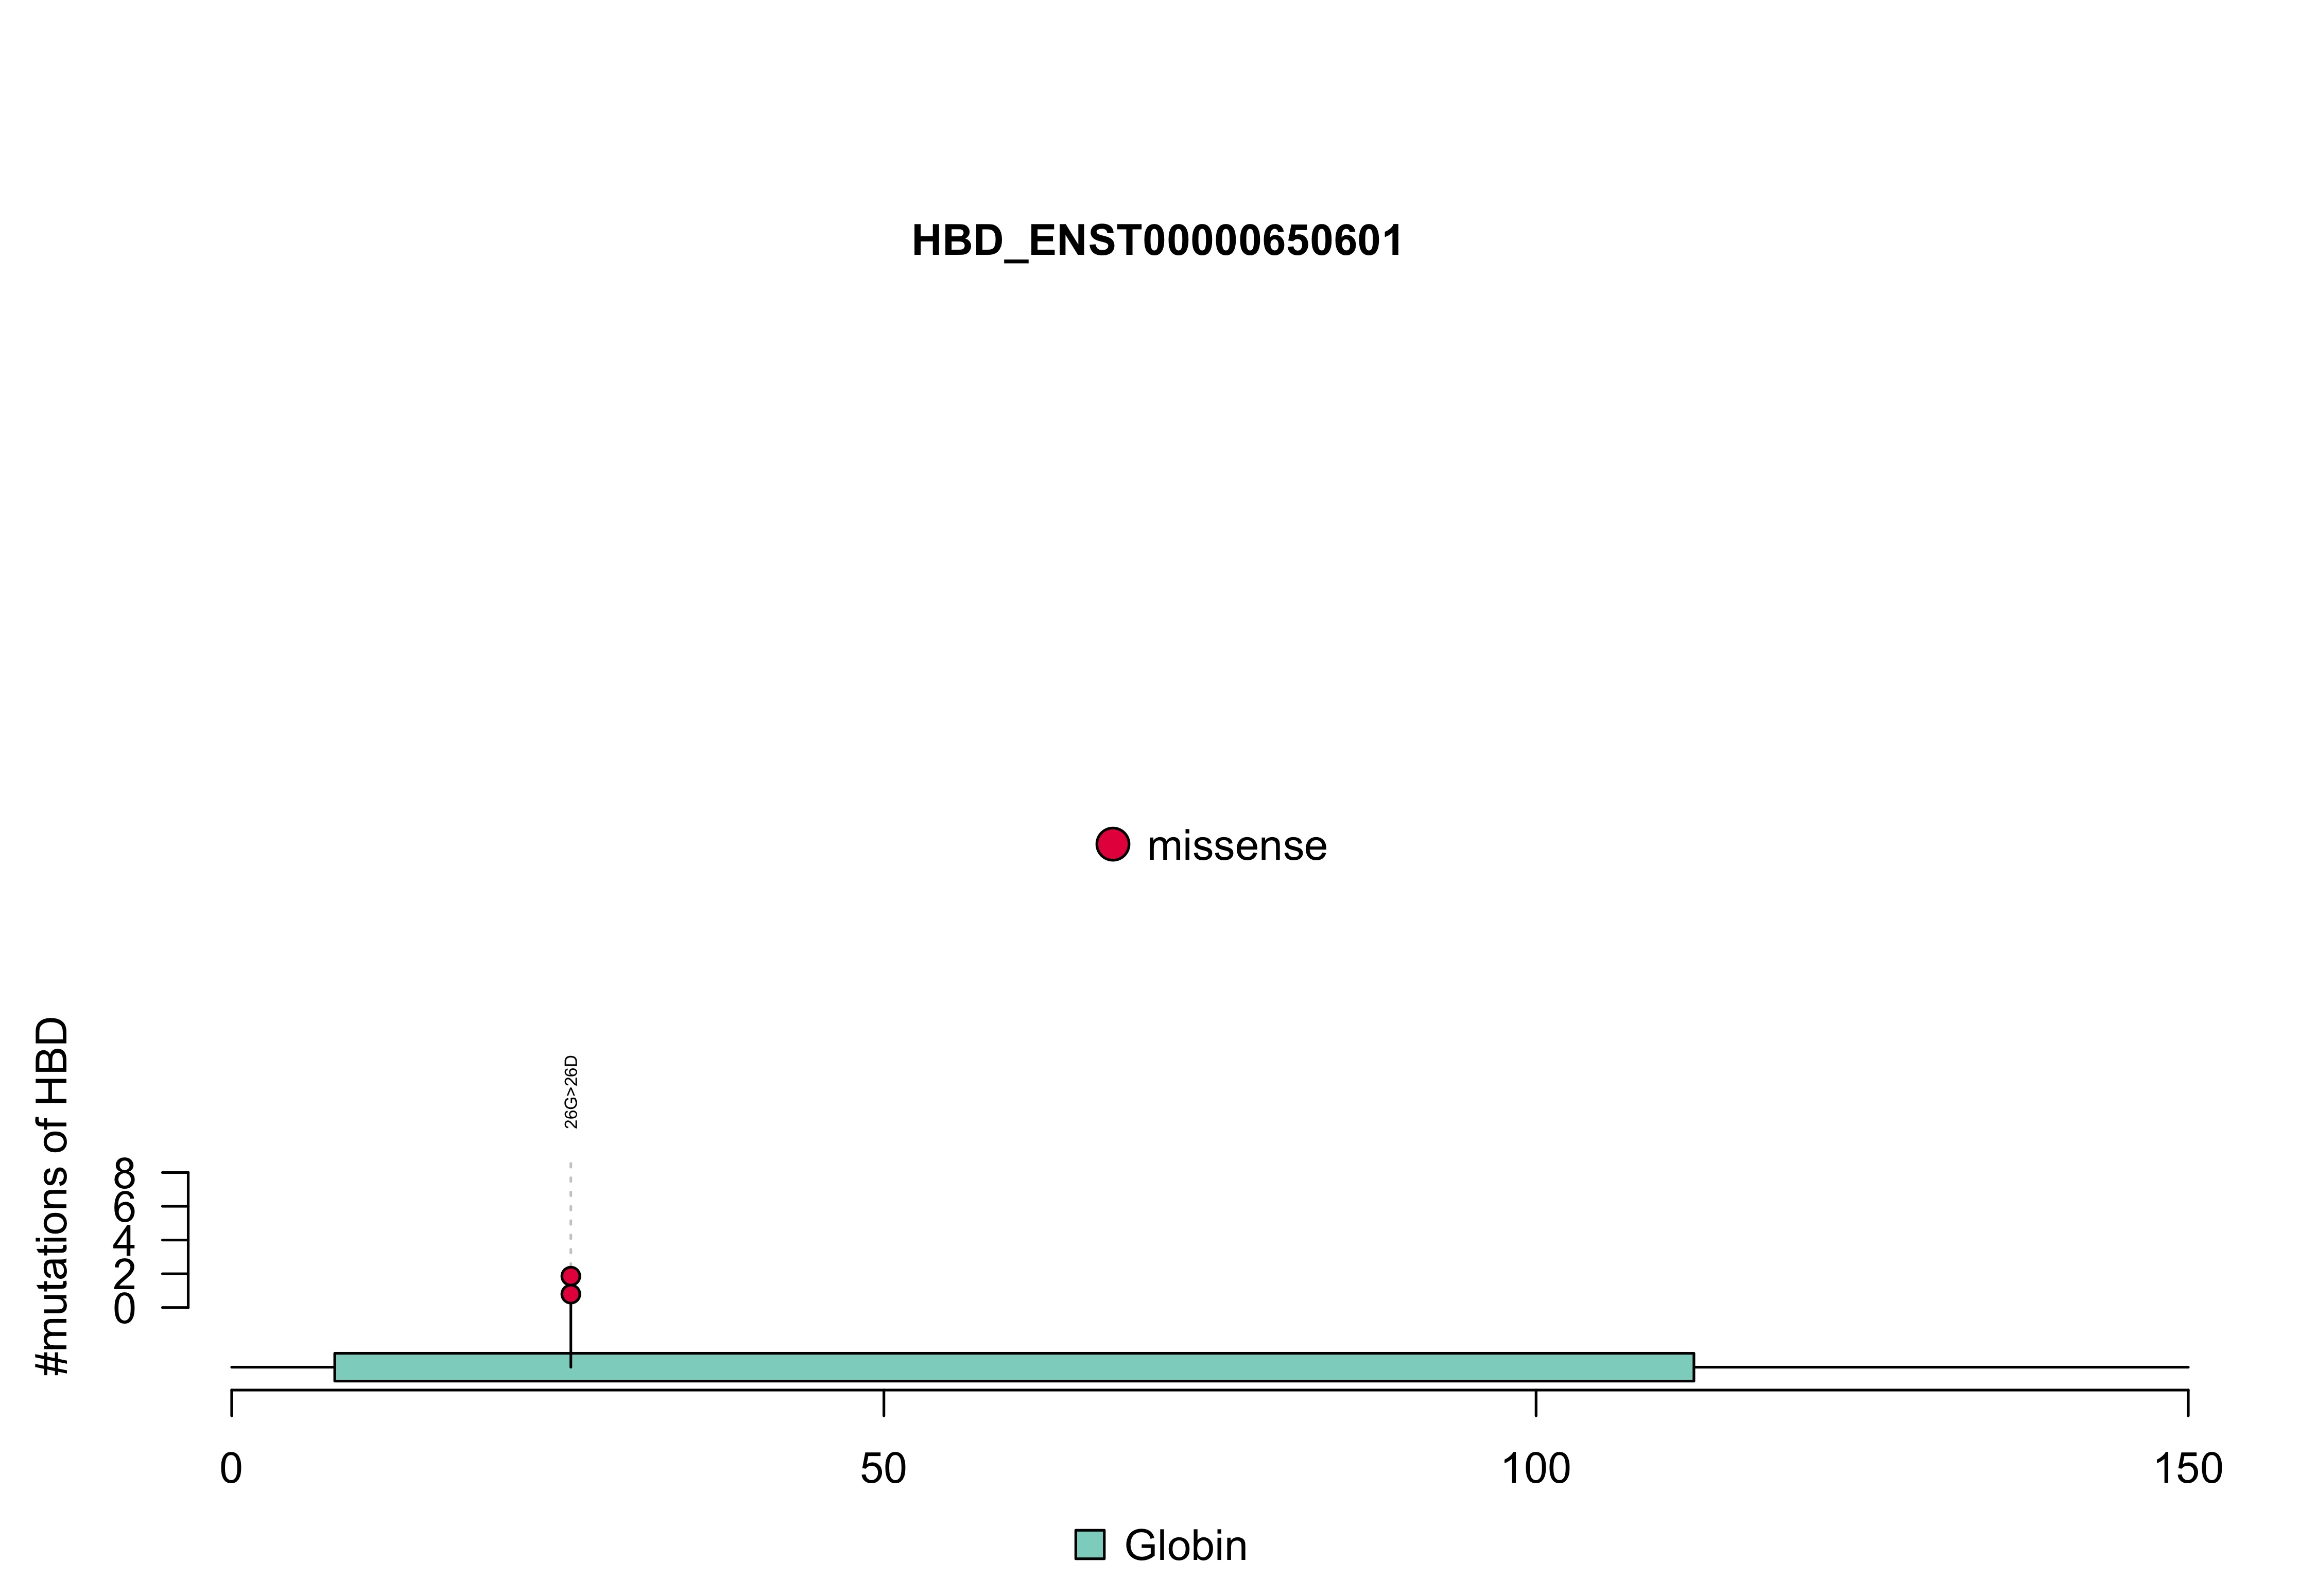 HBD_ENST00000650601
missense
#mutations of HBD
26G>26D
8
6
4
2
0
0 50 100 150
Globin